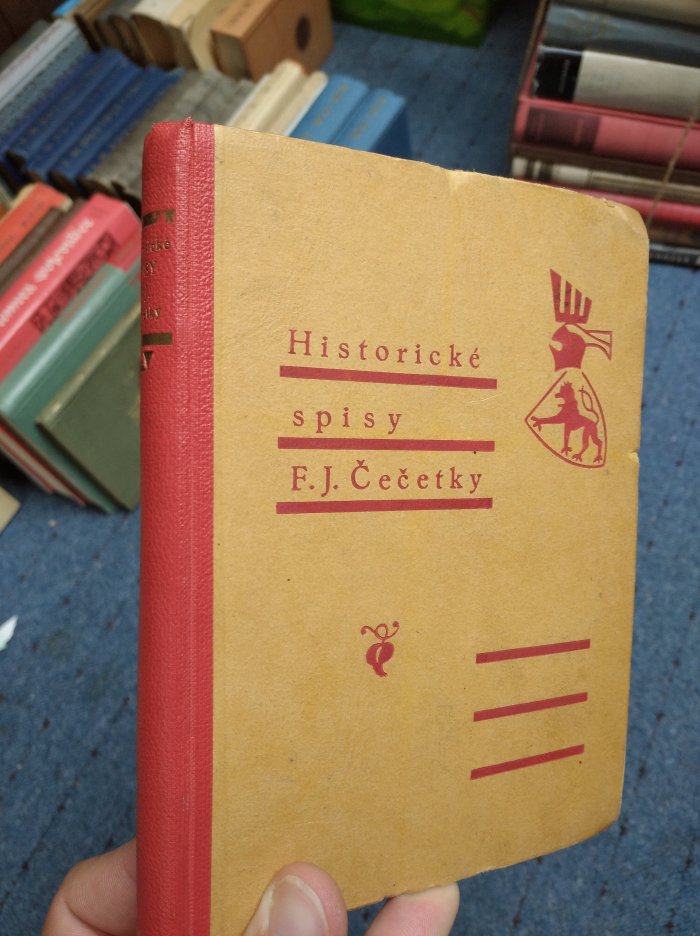 Historické
spisy
F. J. Čečetky